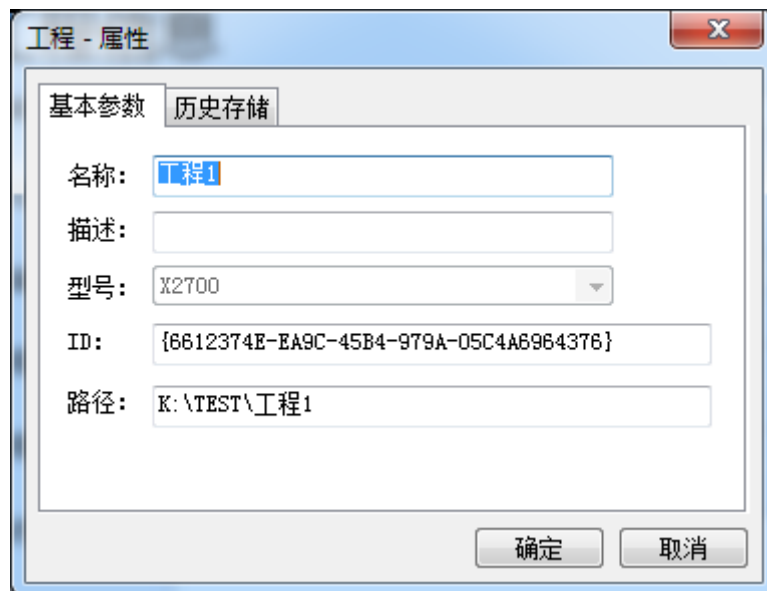 工程 - 属性
基本参数 历史存储
名称： 工程1
描述：
型号： X2700
ID: {6612374E-EA9C-45B4-979A-05C4A6964376}
路径： K:\TEST\工程1
确定 取消